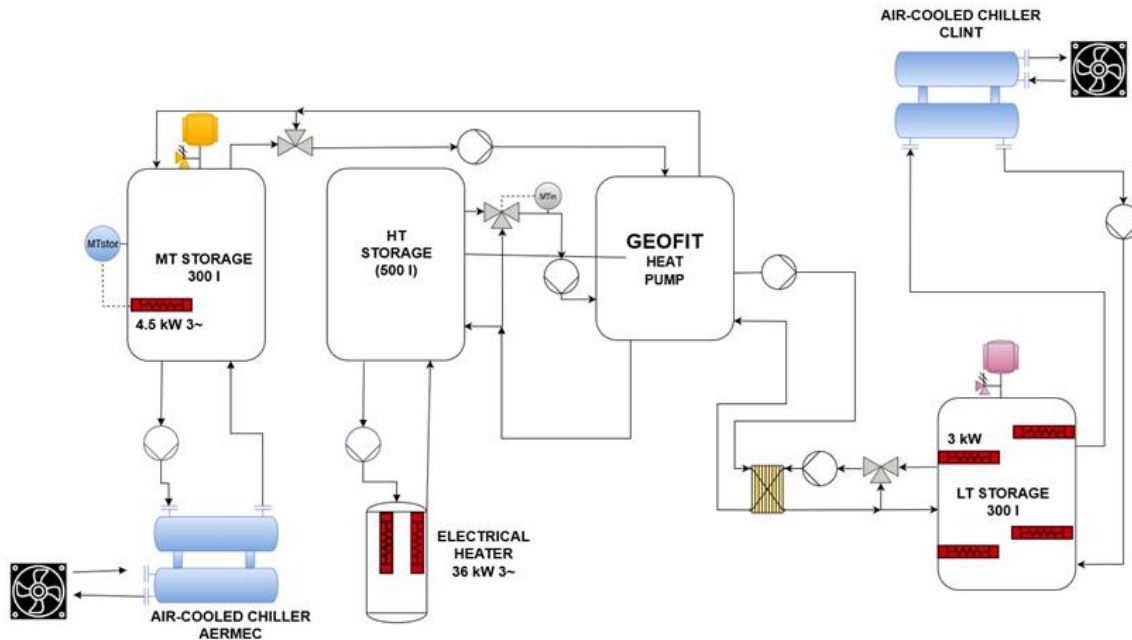 AIR-COOLED CHILLER
CLINT
MTstor
MT STORAGE
300 l
4.5 kW 3~
HT
STORAGE
(500 l)
MTin
GEOFIT
HEAT
PUMP
3 kW
LT STORAGE
300 l
ELECTRICAL
HEATER
36 kW 3~
AIR-COOLED CHILLER
AERMEC